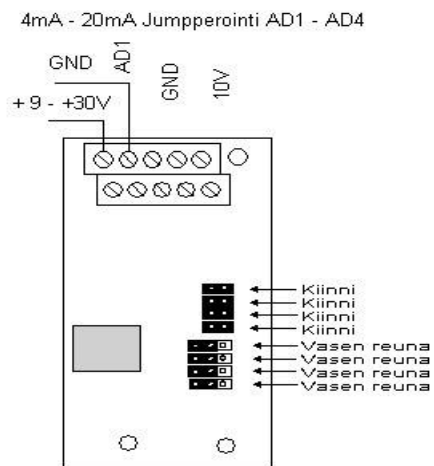 4mA - 20mA Jumpperointi AD1 - AD4
GND AD1 GND 10V
+ 9 - +30V
Kiinni
Kiinni
Kiinni
Kiinni
Vasen reuna
Vasen reuna
Vasen reuna
Vasen reuna